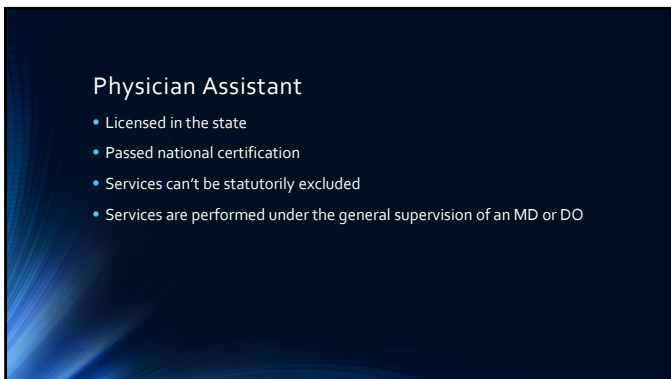 Physician Assistant
• Licensed in the state
• Passed national certification
• Services can’t be statutorily excluded
• Services are performed under the general supervision of an MD or DO